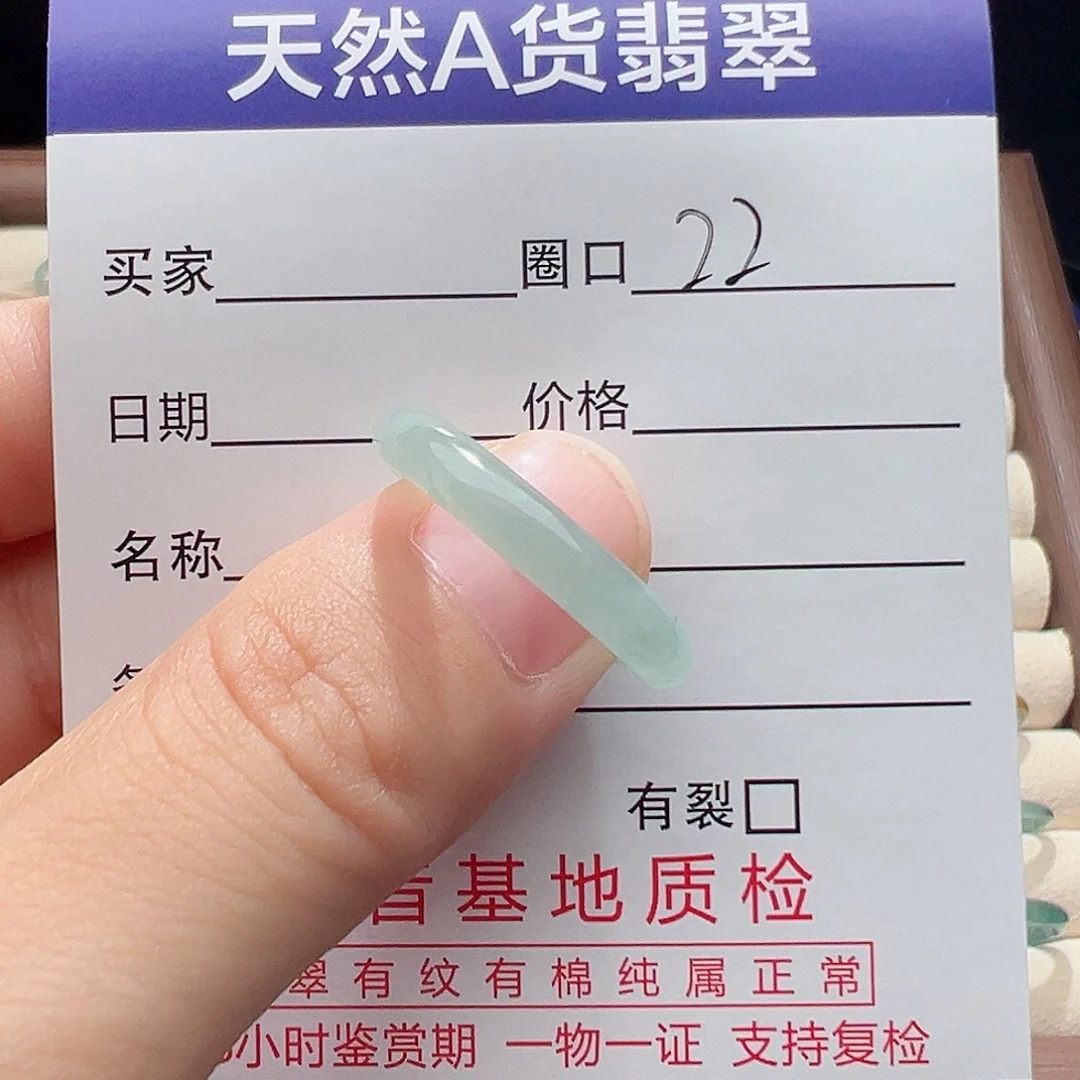 天然A货翡翠
买家 圈口 22
日期 价格
名称
有裂
基地质检
翠有纹有棉纯属正常
小时鉴赏期 一物一证 支持复检